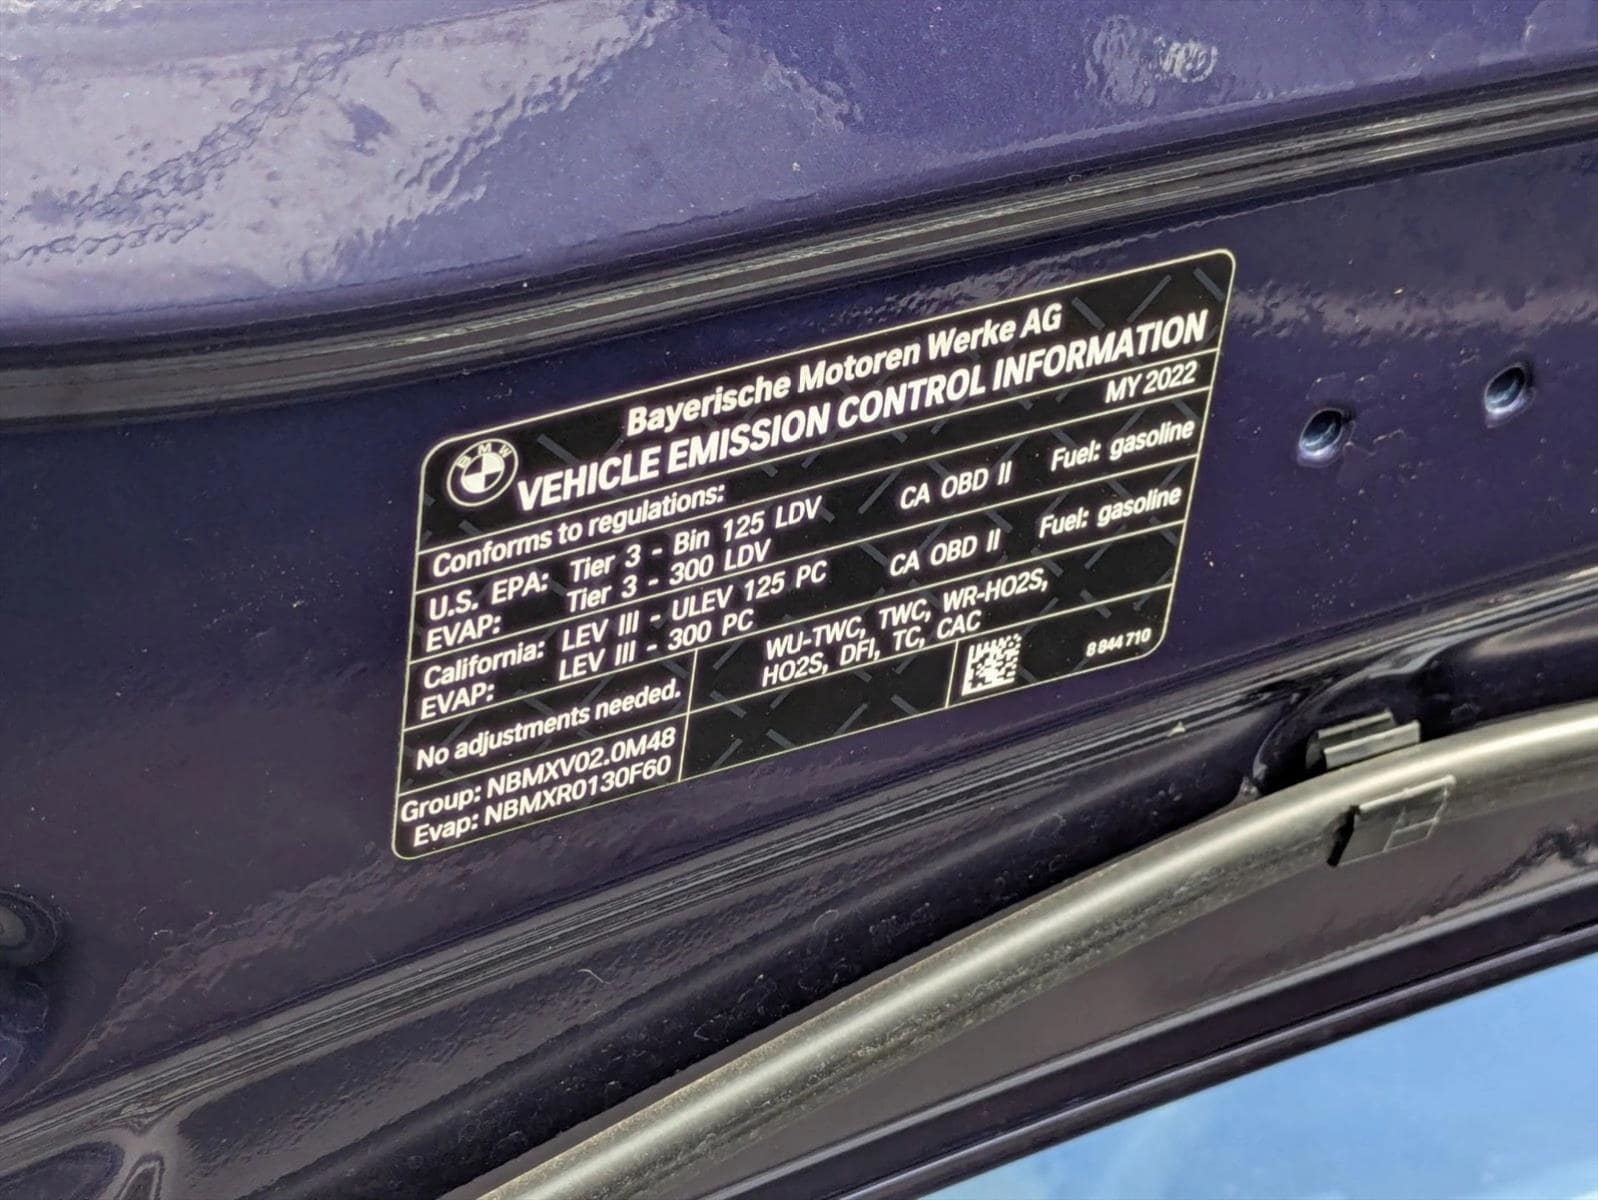 Bayerische Motoren Werke AG
BMW
VEHICLE EMISSION CONTROL INFORMATION
Conforms to regulations: MY 2022
U.S. EPA: Tier 3 - Bin 125 LDV CA OBD II Fuel: gasoline
EVAP: Tier 3 - 300 LDV
California: LEV III - ULEV 125 PC CA OBD II Fuel: gasoline
EVAP: LEV III - 300 PC
No adjustments needed.
WU-TWC, TWC, WR-HO2S,
HO2S, DFI, TC, CAC
Group: NBMXV02.0M48
Evap: NBMXR0130F60
8 844 710